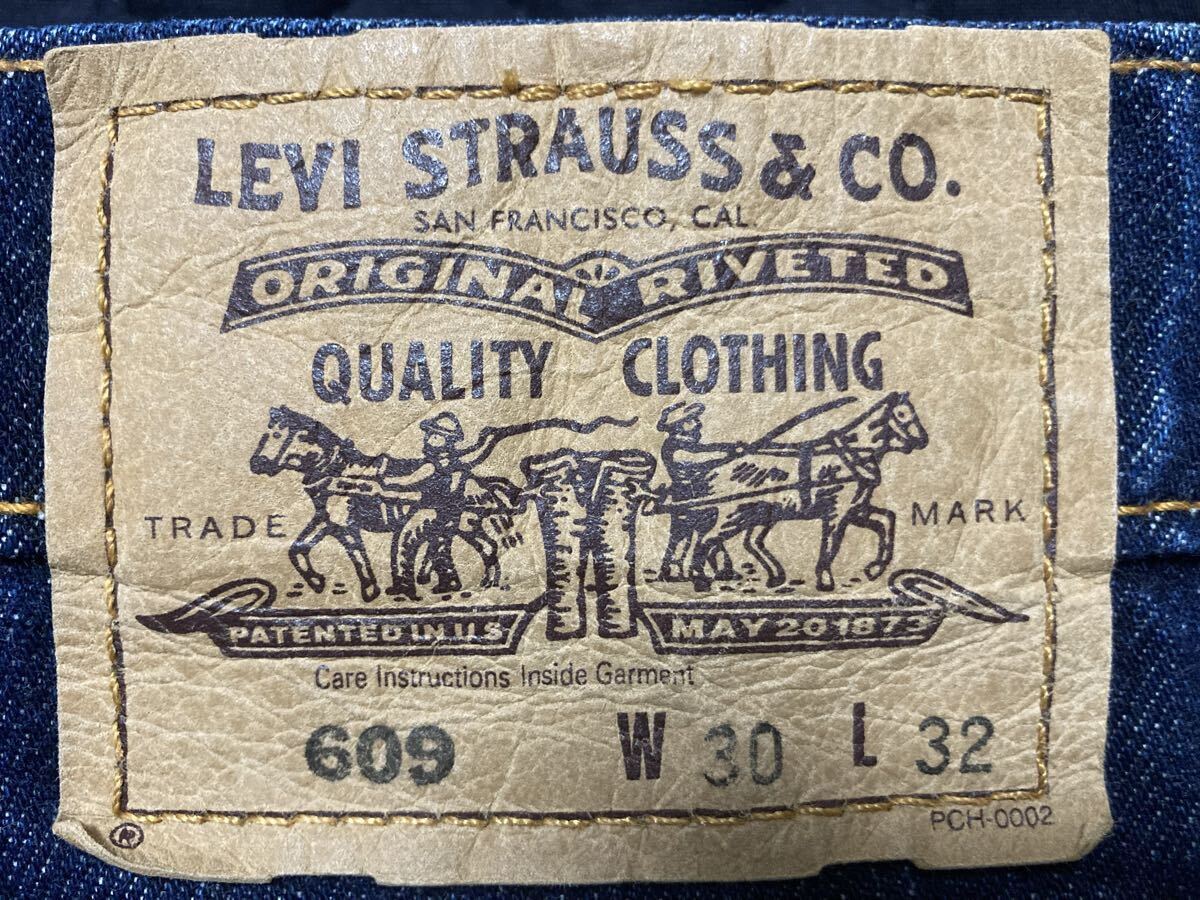 LEVI STRAUSS & CO.
SAN FRANCISCO, CAL
ORIGINAL RIVETED
QUALITY CLOTHING
TRADE MARK
PATENTED IN U.S MAY 20 1873
Care Instructions Inside Garment
609 W 30 L 32
PCH-0002
®